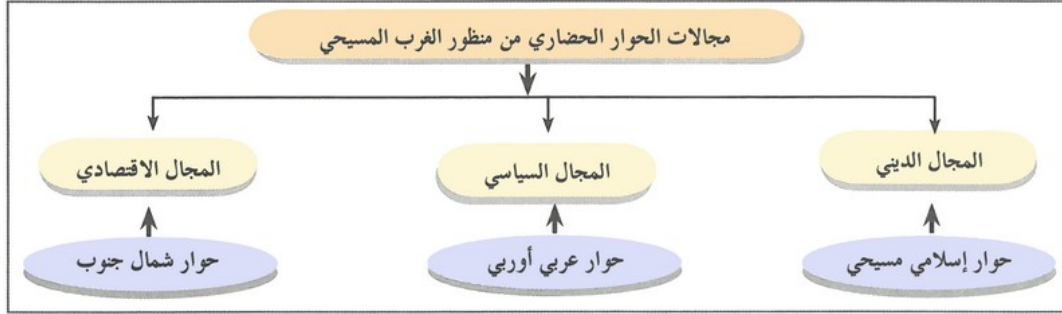 مجالات الحوار الحضاري من منظور الغرب المسيحي
المجال الديني
المجال السياسي
المجال الاقتصادي
حوار إسلامي مسيحي
حوار عربي أوربي
حوار شمال جنوب